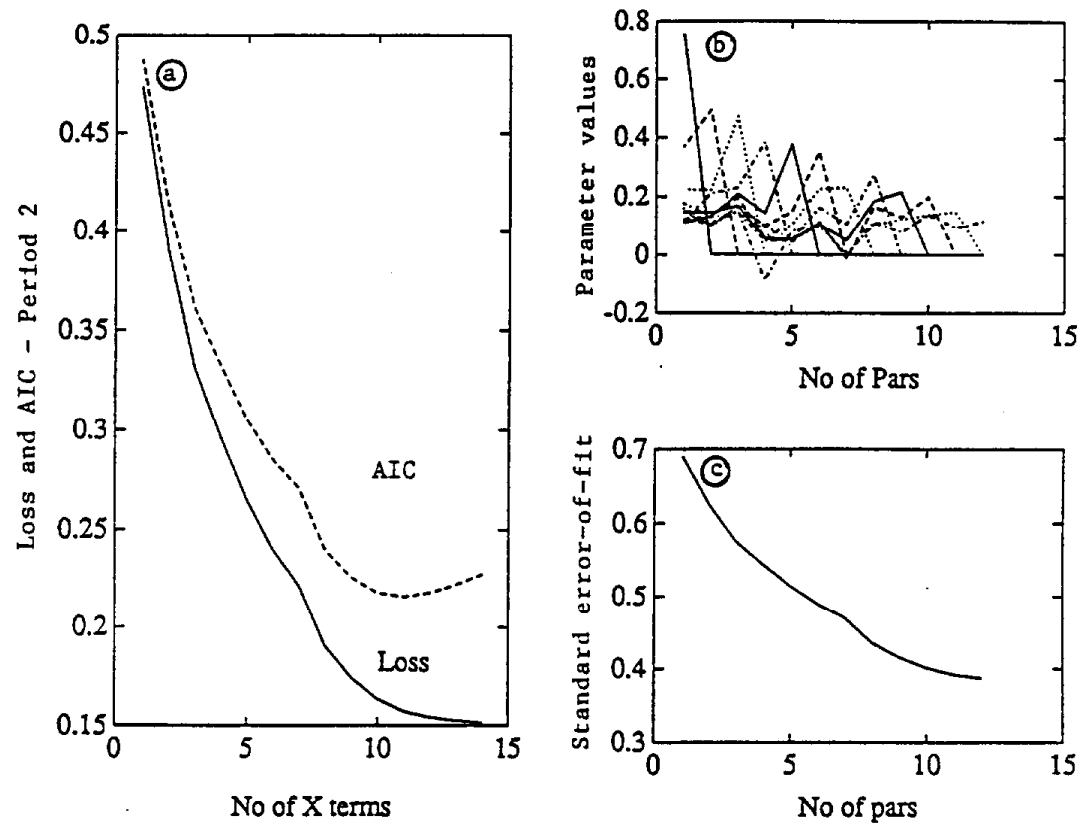 Loss and AIC - Period 2
0.5
0.45
0.4
0.35
0.3
0.25
0.2
0.15
0
5
10
15
No of X terms
a
AIC
Loss
Parameter values
0.8
0.6
0.4
0.2
0
-0.2
0
5
10
15
No of Pars
b
Standard error-of-fit
0.7
0.6
0.5
0.4
0.3
0
5
10
15
No of pars
c